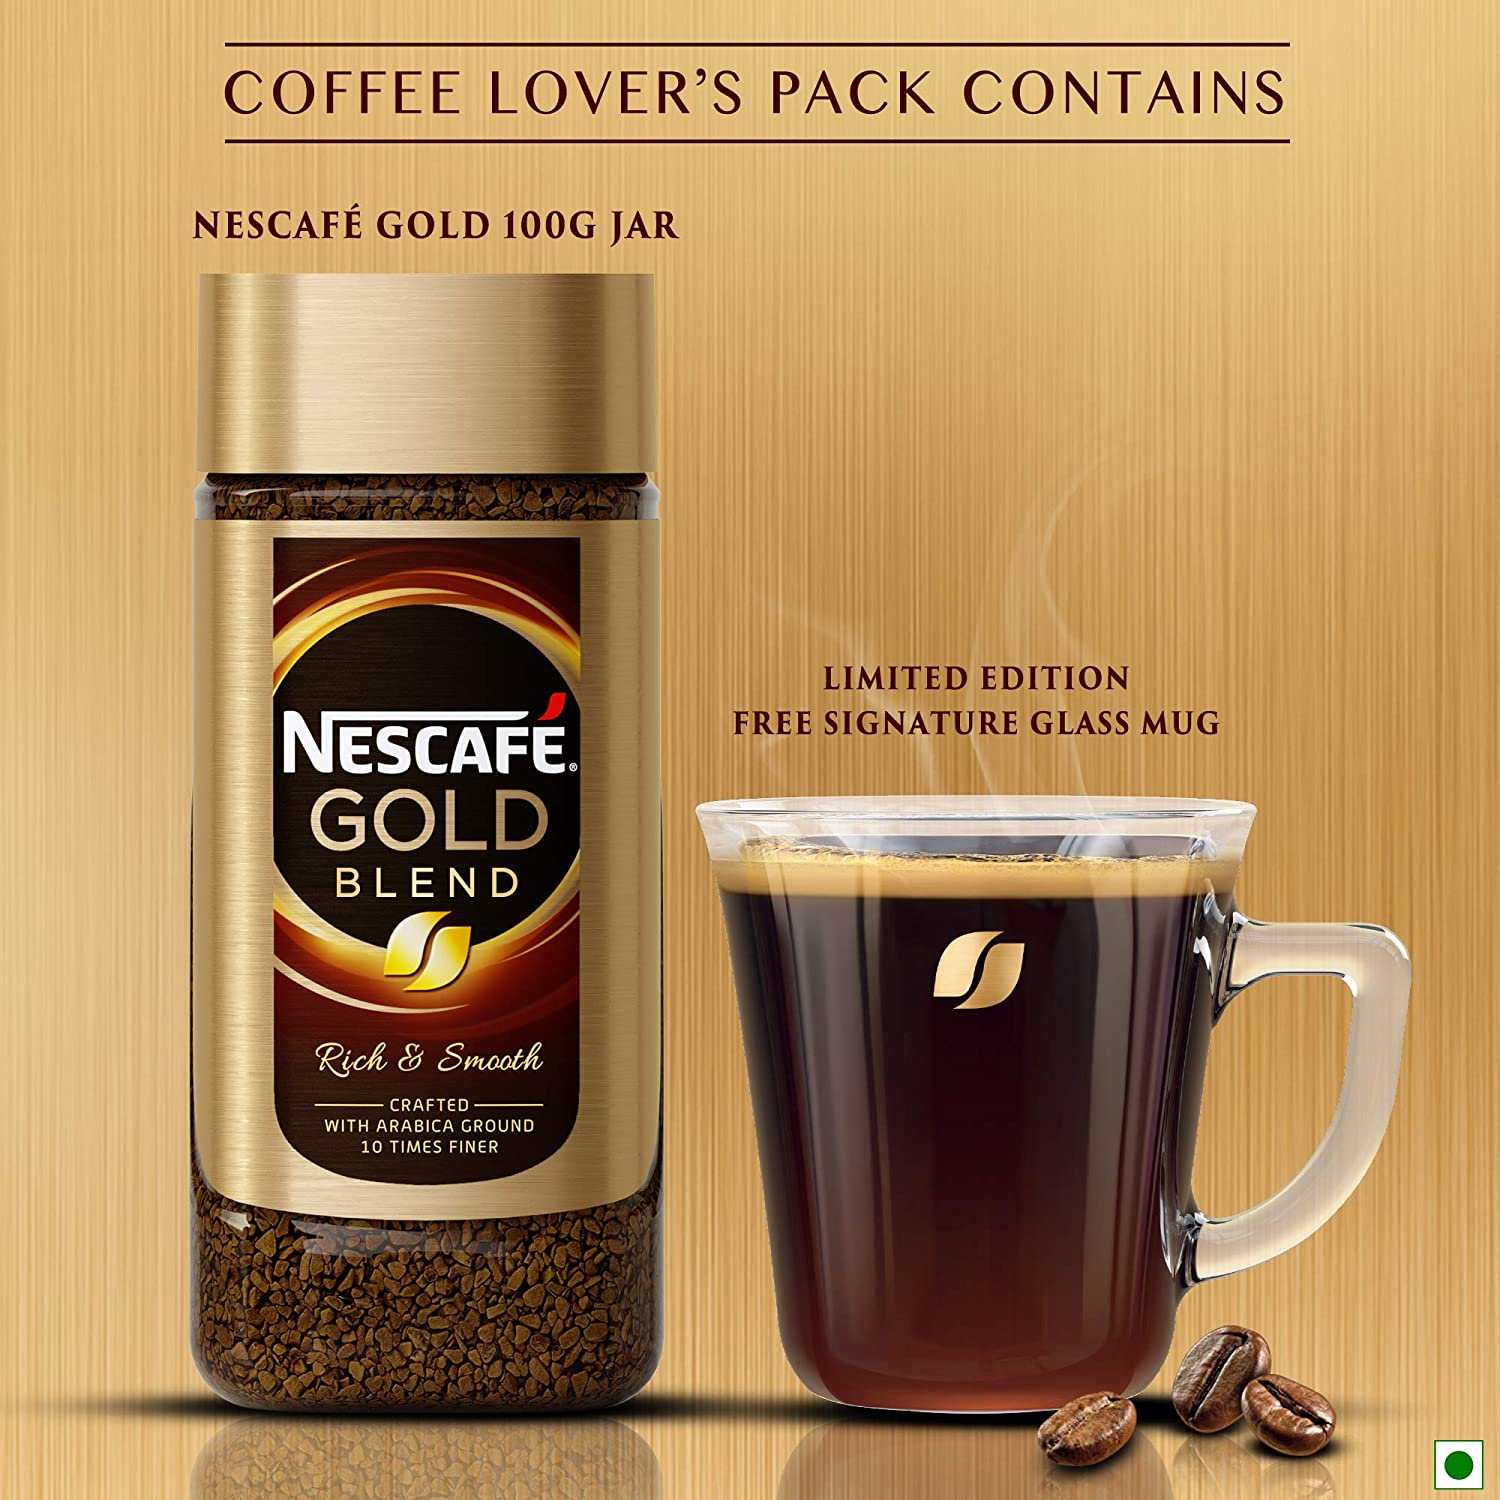 COFFEE LOVER'S PACK CONTAINS
NESCAFÉ GOLD 100G JAR
NESCAFÉ®
GOLD
BLEND
Rich & Smooth
CRAFTED
WITH ARABICA GROUND
10 TIMES FINER
LIMITED EDITION
FREE SIGNATURE GLASS MUG